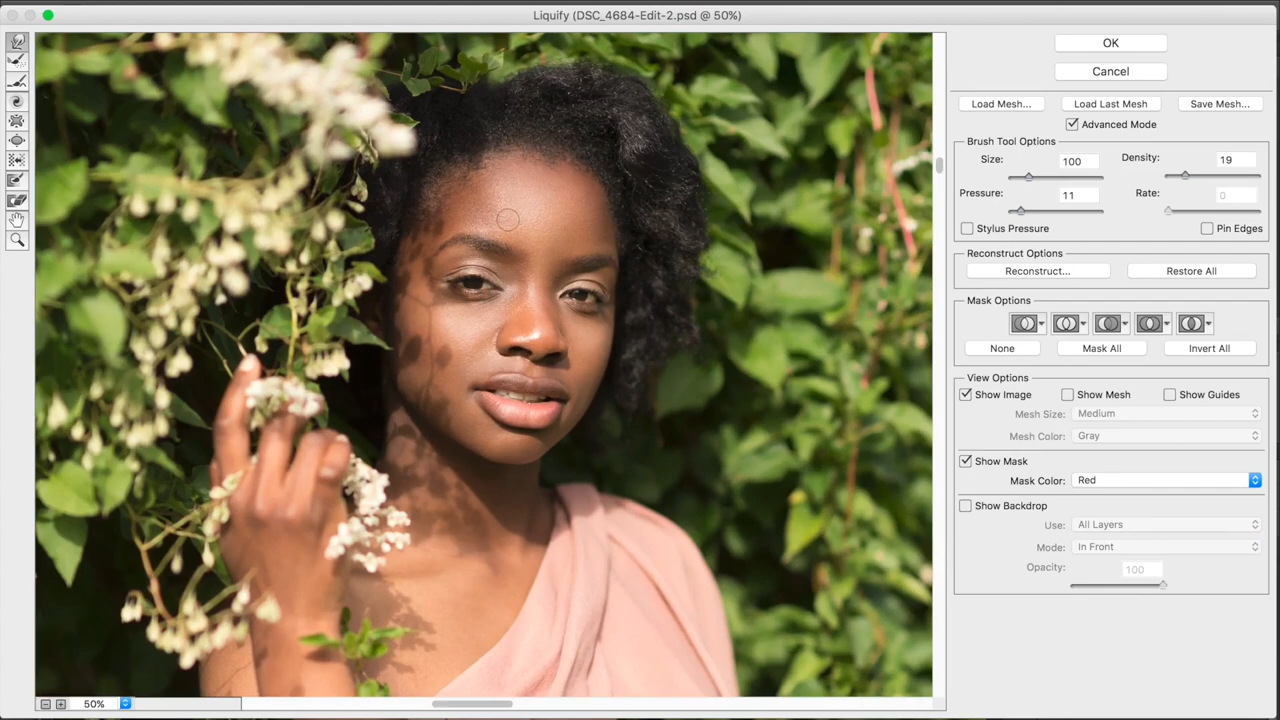 Liquify (DSC_4684-Edit-2.psd @ 50%)
OK
Cancel
Load Mesh...
Load Last Mesh
Save Mesh...
Advanced Mode
Brush Tool Options
Size: 100
Density: 19
Pressure: 11
Rate: 0
Stylus Pressure
Pin Edges
Reconstruct Options
Reconstruct...
Restore All
Mask Options
None
Mask All
Invert All
View Options
Show Image
Show Mesh
Show Guides
Mesh Size: Medium
Mesh Color: Gray
Show Mask
Mask Color: Red
Show Backdrop
Use: All Layers
Mode: In Front
Opacity: 100
50%